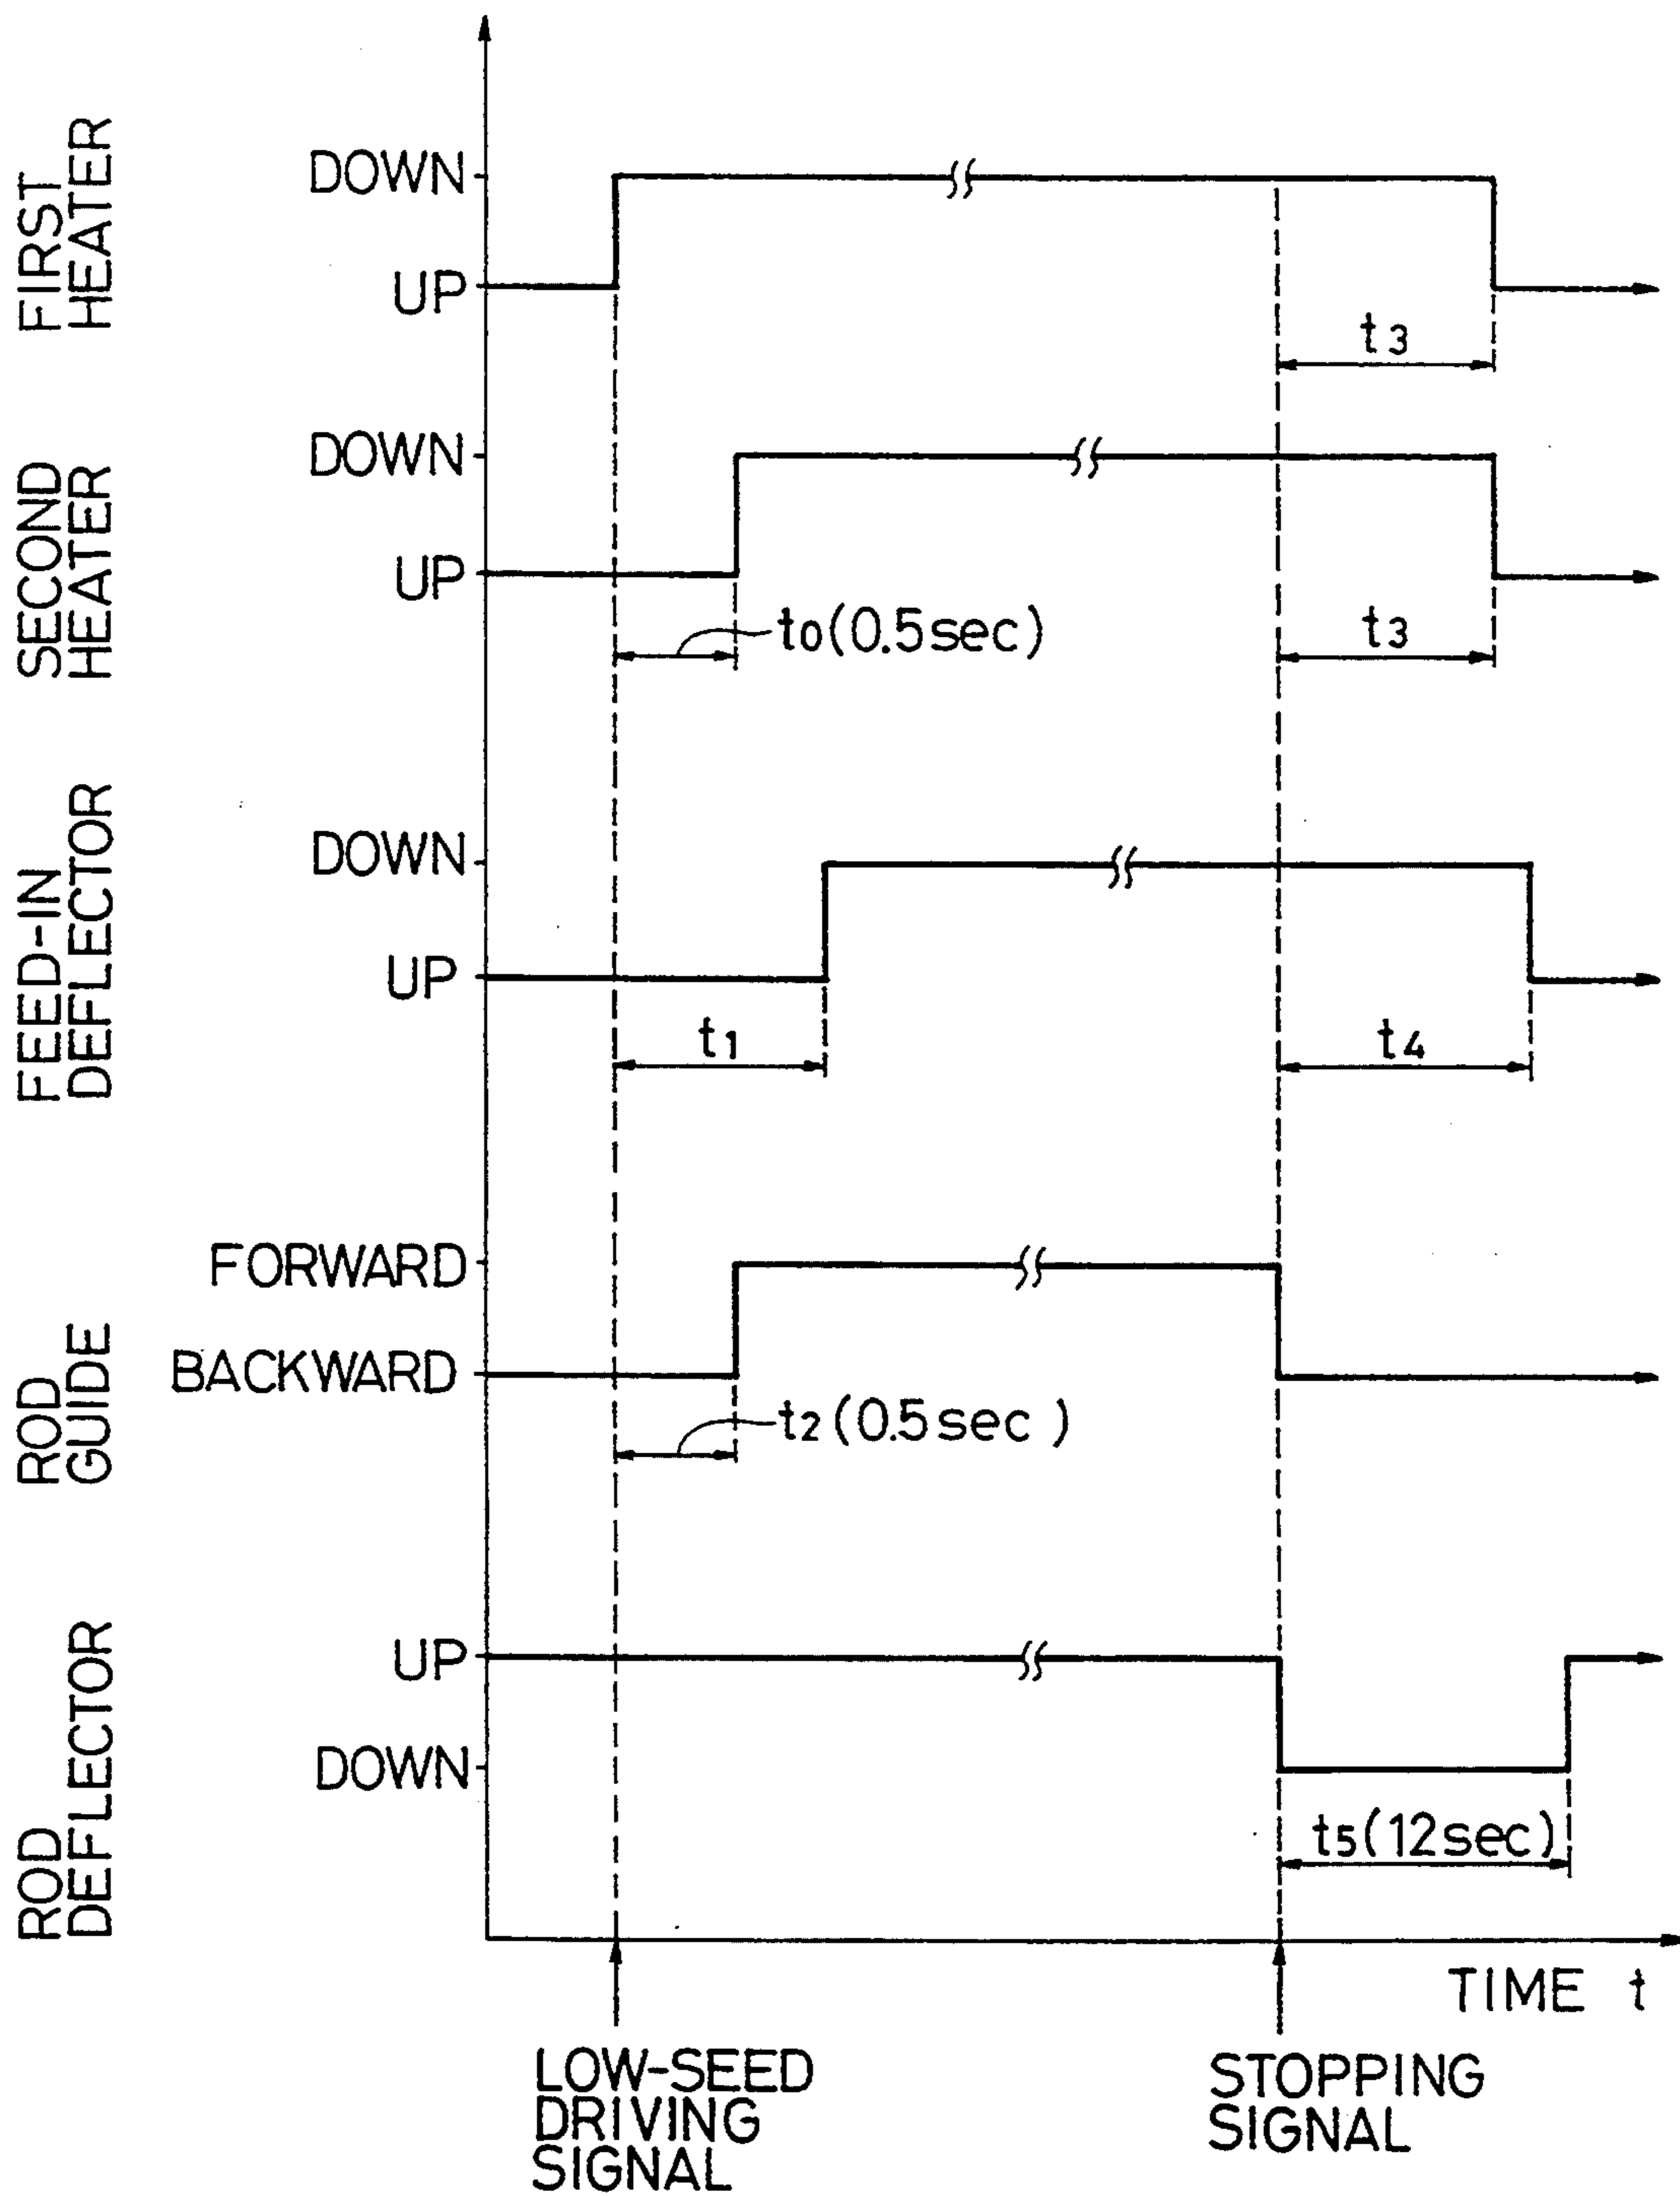 FIRST
HEATER
DOWN
UP
t3
SECOND
HEATER
DOWN
UP
t0(0.5sec)
t3
FEED-IN
DEFLECTOR
DOWN
UP
t1
t4
ROD
GUIDE
FORWARD
BACKWARD
t2(0.5sec )
ROD
DEFLECTOR
UP
DOWN
t5(12sec)
TIME t
LOW-SEED
DRIVING
SIGNAL
STOPPING
SIGNAL